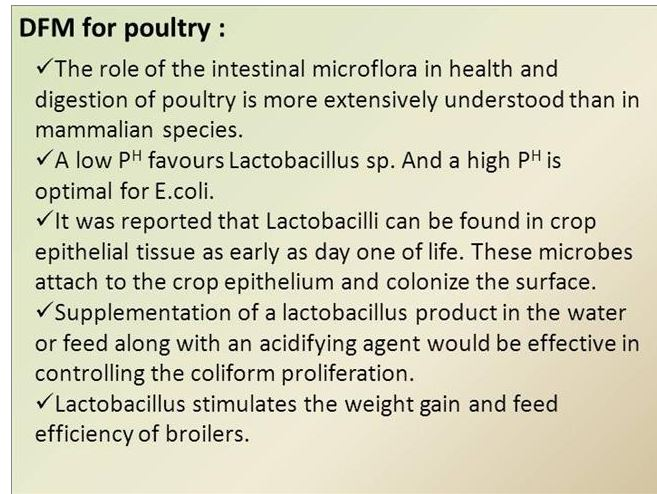 DFM for poultry :
✓The role of the intestinal microflora in health and
digestion of poultry is more extensively understood than in
mammalian species.
✓A low Pᴴ favours Lactobacillus sp. And a high Pᴴ is
optimal for E.coli.
✓It was reported that Lactobacilli can be found in crop
epithelial tissue as early as day one of life. These microbes
attach to the crop epithelium and colonize the surface.
✓Supplementation of a lactobacillus product in the water
or feed along with an acidifying agent would be effective in
controlling the coliform proliferation.
✓Lactobacillus stimulates the weight gain and feed
efficiency of broilers.